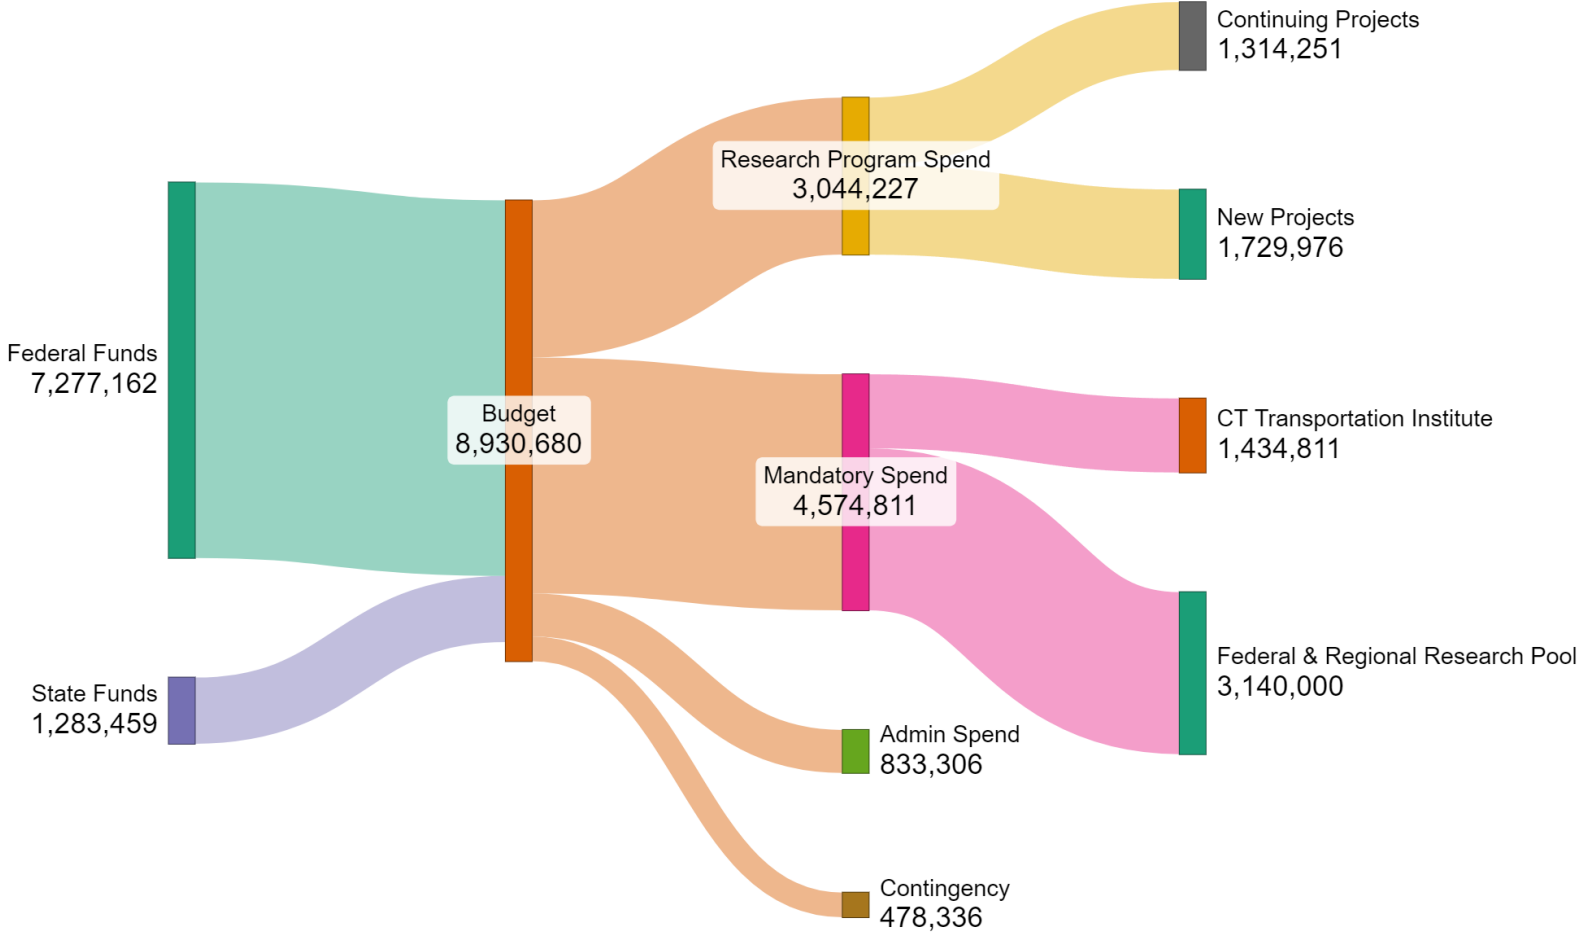 Continuing Projects
1,314,251
Research Program Spend
3,044,227
New Projects
1,729,976
Federal Funds
7,277,162
Budget
8,930,680
CT Transportation Institute
1,434,811
Mandatory Spend
4,574,811
Federal & Regional Research Pool
3,140,000
State Funds
1,283,459
Admin Spend
833,306
Contingency
478,336